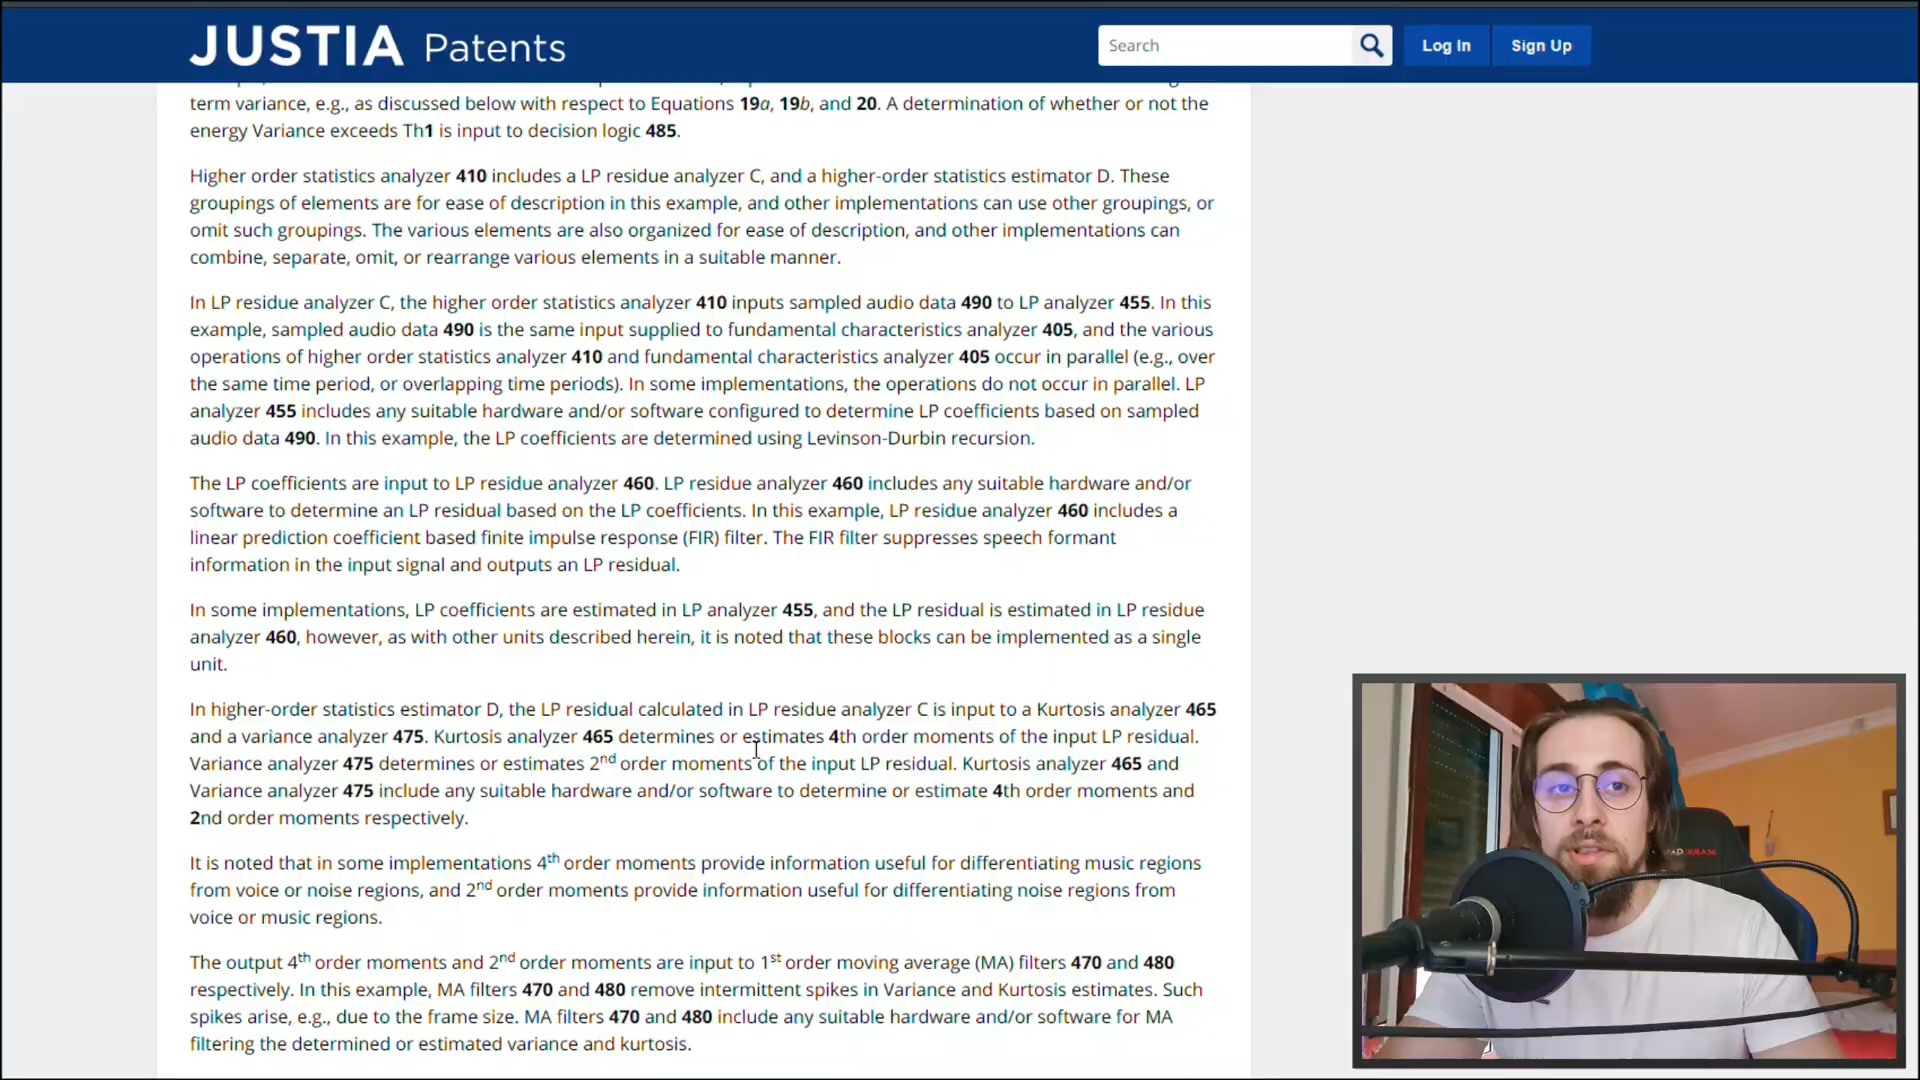 JUSTIA Patents
Search
Log In
Sign Up
term variance, e.g., as discussed below with respect to Equations 19a, 19b, and 20. A determination of whether or not the
energy Variance exceeds Th1 is input to decision logic 485.
Higher order statistics analyzer 410 includes a LP residue analyzer C, and a higher-order statistics estimator D. These
groupings of elements are for ease of description in this example, and other implementations can use other groupings, or
omit such groupings. The various elements are also organized for ease of description, and other implementations can
combine, separate, omit, or rearrange various elements in a suitable manner.
In LP residue analyzer C, the higher order statistics analyzer 410 inputs sampled audio data 490 to LP analyzer 455. In this
example, sampled audio data 490 is the same input supplied to fundamental characteristics analyzer 405, and the various
operations of higher order statistics analyzer 410 and fundamental characteristics analyzer 405 occur in parallel (e.g., over
the same time period, or overlapping time periods). In some implementations, the operations do not occur in parallel. LP
analyzer 455 includes any suitable hardware and/or software configured to determine LP coefficients based on sampled
audio data 490. In this example, the LP coefficients are determined using Levinson-Durbin recursion.
The LP coefficients are input to LP residue analyzer 460. LP residue analyzer 460 includes any suitable hardware and/or
software to determine an LP residual based on the LP coefficients. In this example, LP residue analyzer 460 includes a
linear prediction coefficient based finite impulse response (FIR) filter. The FIR filter suppresses speech formant
information in the input signal and outputs an LP residual.
In some implementations, LP coefficients are estimated in LP analyzer 455, and the LP residual is estimated in LP residue
analyzer 460, however, as with other units described herein, it is noted that these blocks can be implemented as a single
unit.
In higher-order statistics estimator D, the LP residual calculated in LP residue analyzer C is input to a Kurtosis analyzer 465
and a variance analyzer 475. Kurtosis analyzer 465 determines or estimates 4th order moments of the input LP residual.
Variance analyzer 475 determines or estimates 2nd order moments of the input LP residual. Kurtosis analyzer 465 and
Variance analyzer 475 include any suitable hardware and/or software to determine or estimate 4th order moments and
2nd order moments respectively.
It is noted that in some implementations 4th order moments provide information useful for differentiating music regions
from voice or noise regions, and 2nd order moments provide information useful for differentiating noise regions from
voice or music regions.
The output 4th order moments and 2nd order moments are input to 1st order moving average (MA) filters 470 and 480
respectively. In this example, MA filters 470 and 480 remove intermittent spikes in Variance and Kurtosis estimates. Such
spikes arise, e.g., due to the frame size. MA filters 470 and 480 include any suitable hardware and/or software for MA
filtering the determined or estimated variance and kurtosis.